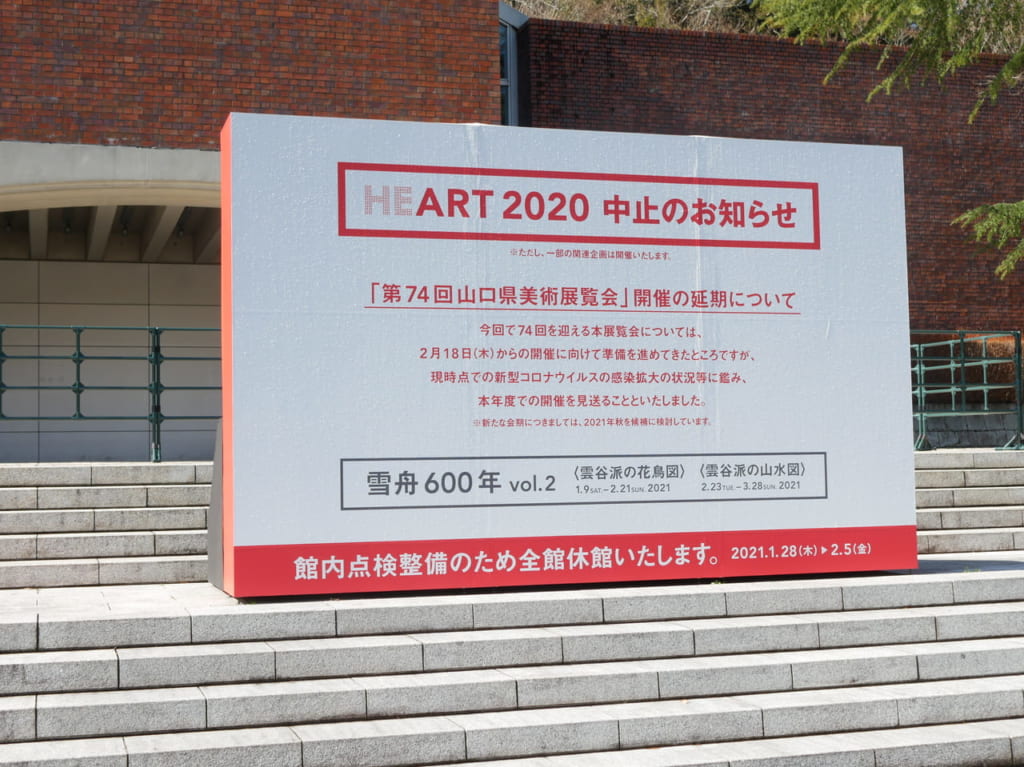 HEART 2020 中止のお知らせ
※ただし、一部の関連企画は開催いたします。
「第74回山口県美術展覧会」開催の延期について
今回で74回を迎える本展覧会については、
2月18日(木)からの開催に向けて準備を進めてきたところですが、
現時点での新型コロナウイルスの感染拡大の状況等に鑑み、
本年度での開催を見送ることといたしました。
※新たな会期につきましては、2021年秋を候補に検討しています。
雪舟600年 vol.2 〈雲谷派の花鳥図〉 〈雲谷派の山水図〉
1.9SAT.–2.21SUN. 2021 2.23TUE.–3.28SUN. 2021
館内点検整備のため全館休館いたします。 2021.1.28(木)▶2.5(金)